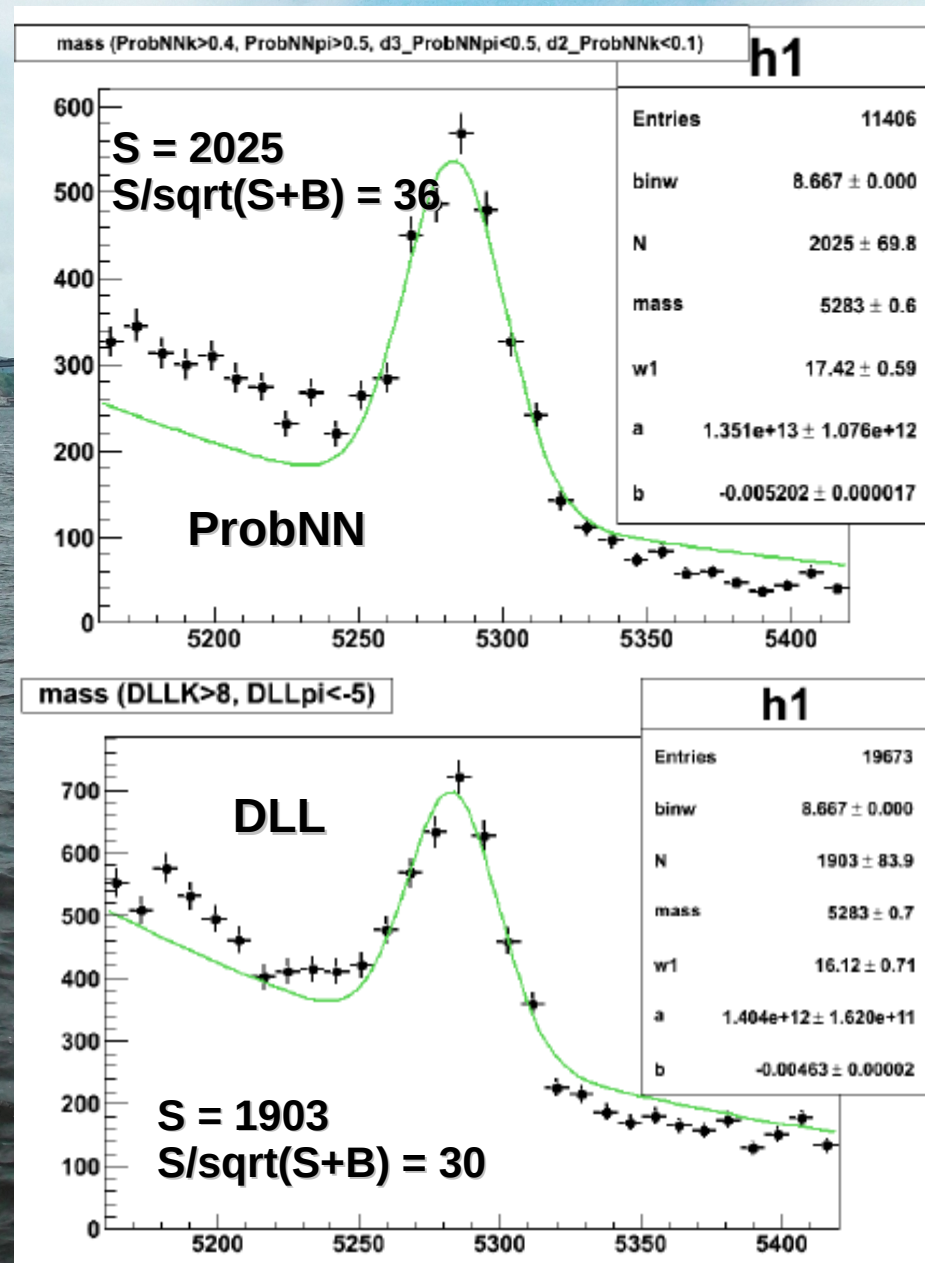 mass (ProbNNk>0.4, ProbNNpi>0.5, d3_ProbNNpi<0.5, d2_ProbNNk<0.1)
h1
Entries 11406
binw 8.667 ± 0.000
N 2025 ± 69.8
mass 5283 ± 0.6
w1 17.42 ± 0.59
a 1.351e+13 ± 1.076e+12
b -0.005202 ± 0.000017
S = 2025
S/sqrt(S+B) = 36
ProbNN
600
500
400
300
200
100
0
5200 5250 5300 5350 5400
mass (DLLK>8, DLLpi<-5)
h1
Entries 19673
binw 8.667 ± 0.000
N 1903 ± 83.9
mass 5283 ± 0.7
w1 16.12 ± 0.71
a 1.404e+12 ± 1.620e+11
b -0.00463 ± 0.00002
DLL
700
600
500
400
300
200
100
0
S = 1903
S/sqrt(S+B) = 30
5200 5250 5300 5350 5400